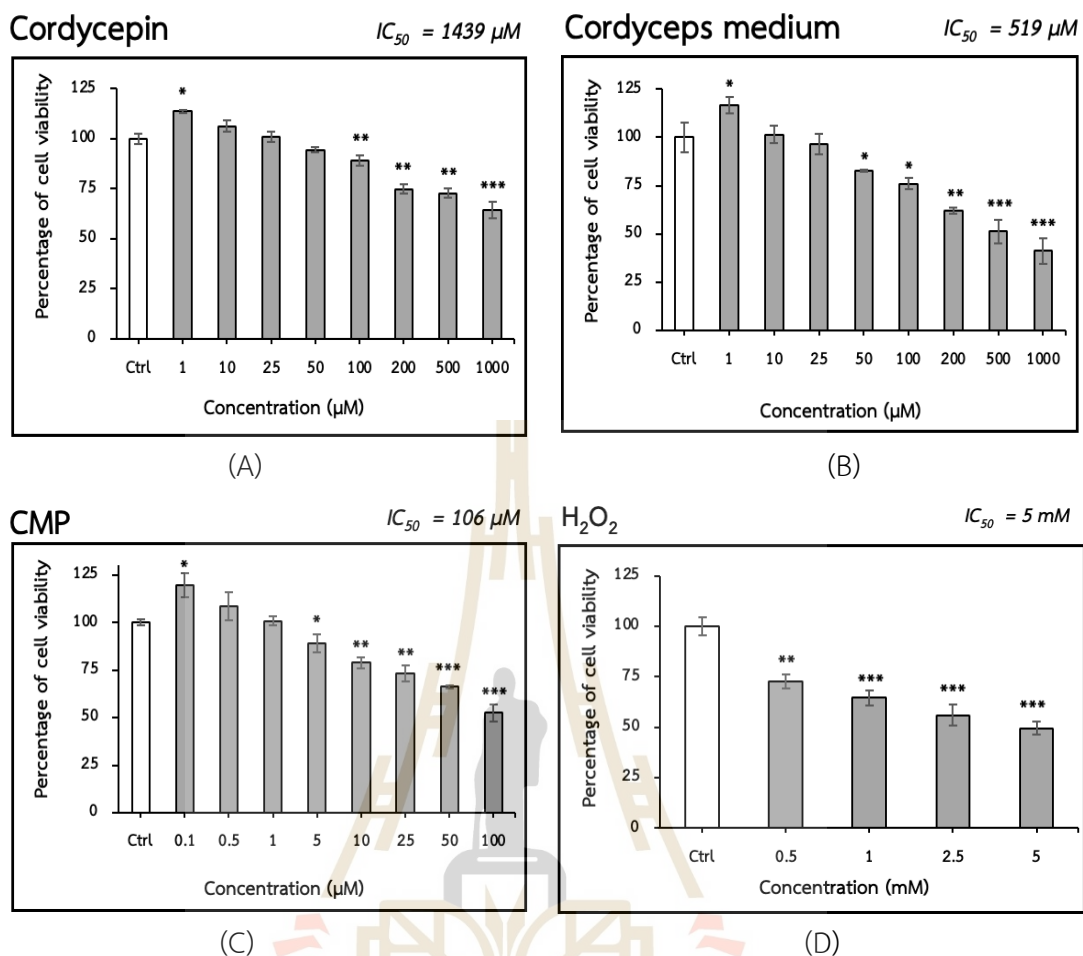 Cordycepin
IC50 = 1439 µM
Percentage of cell viability
125
100
75
50
25
0
*
**
**
**
***
Ctrl 1 10 25 50 100 200 500 1000
Concentration (µM)
(A)
Cordyceps medium
IC50 = 519 µM
Percentage of cell viability
125
100
75
50
25
0
*
*
*
**
***
***
Ctrl 1 10 25 50 100 200 500 1000
Concentration (µM)
(B)
CMP
IC50 = 106 µM
Percentage of cell viability
125
100
75
50
25
0
*
*
**
**
***
***
Ctrl 0.1 0.5 1 5 10 25 50 100
Concentration (µM)
(C)
H2O2
IC50 = 5 mM
Percentage of cell viability
125
100
75
50
25
0
**
***
***
***
Ctrl 0.5 1 2.5 5
Concentration (mM)
(D)